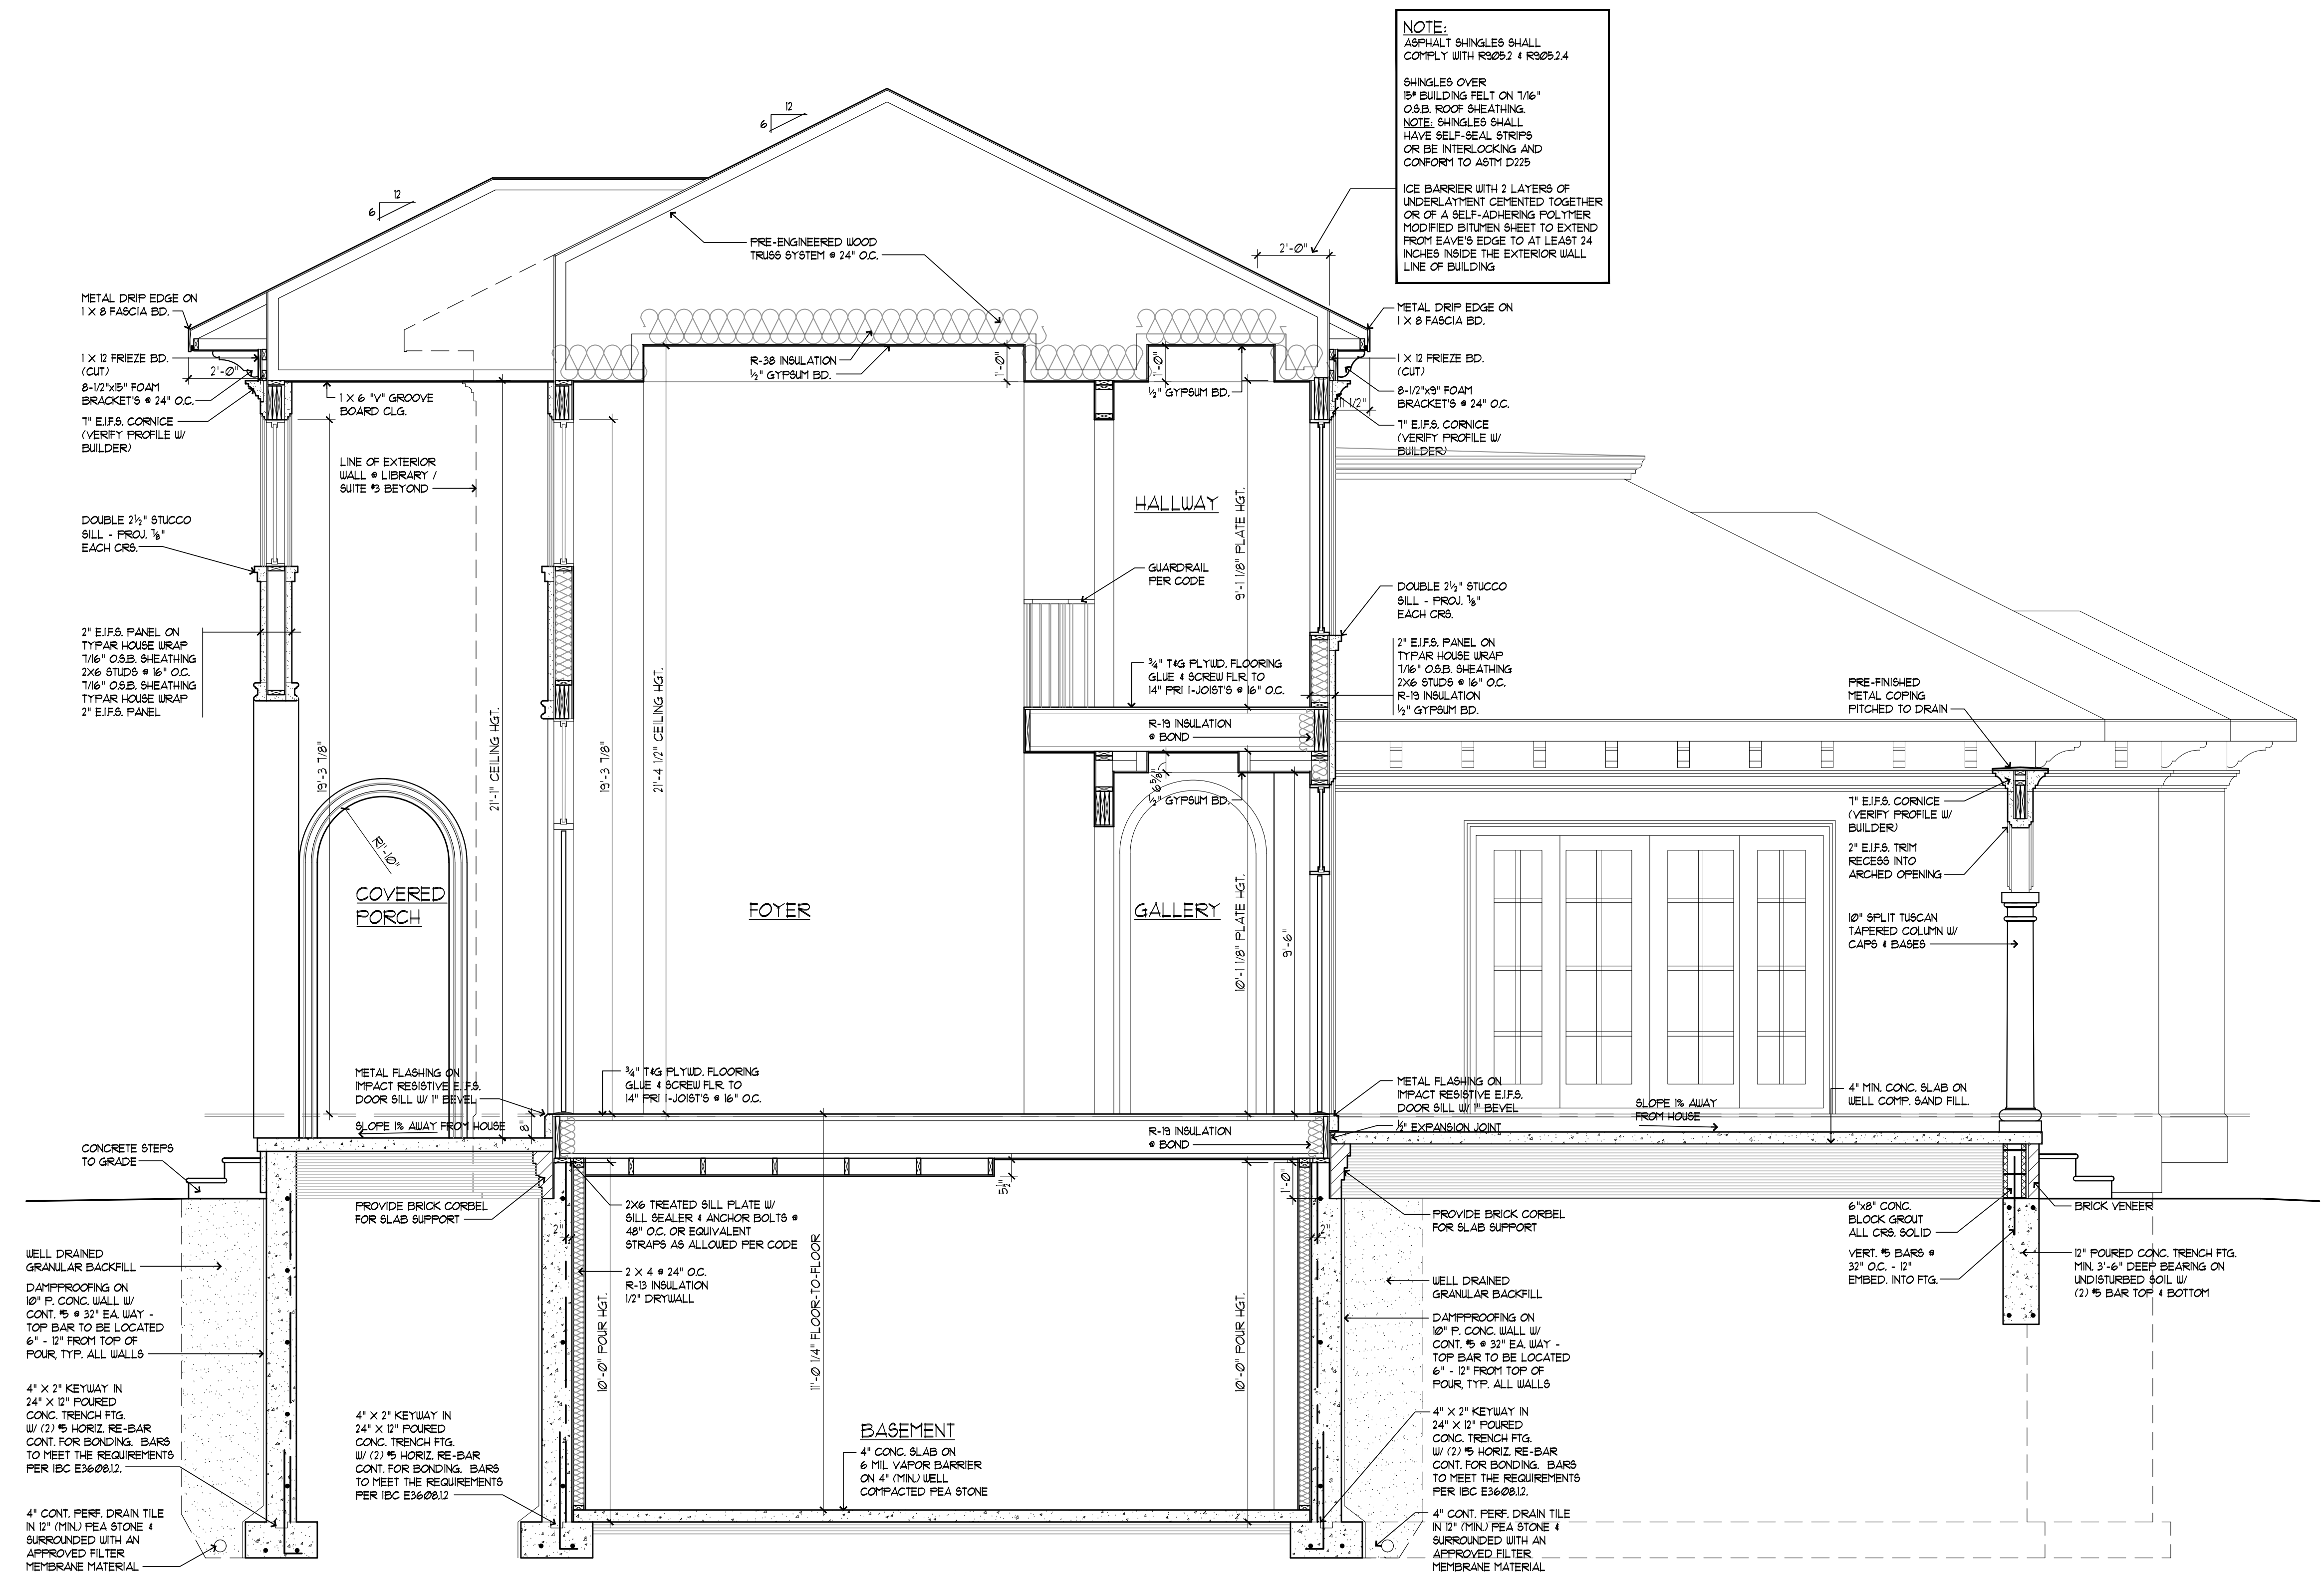 NOTE:
ASPHALT SHINGLES SHALL
COMPLY WITH R905.2 & R905.2.4
SHINGLES OVER
15# BUILDING FELT ON 7/16"
O.S.B. ROOF SHEATHING.
NOTE: SHINGLES SHALL
HAVE SELF-SEAL STRIPS
OR BE INTERLOCKING AND
CONFORM TO ASTM D225
ICE BARRIER WITH 2 LAYERS OF
UNDERLAYMENT CEMENTED TOGETHER
OR OF A SELF-ADHERING POLYMER
MODIFIED BITUMEN SHEET TO EXTEND
FROM EAVE'S EDGE TO AT LEAST 24
INCHES INSIDE THE EXTERIOR WALL
LINE OF BUILDING
12
6
12
6
PRE-ENGINEERED WOOD
TRUSS SYSTEM @ 24" O.C.
2'-0"
METAL DRIP EDGE ON
1 X 8 FASCIA BD.
1 X 12 FRIEZE BD.
(CUT)
2'-0"
8-1/2"x15" FOAM
BRACKET'S @ 24" O.C.
7" E.I.F.S. CORNICE
(VERIFY PROFILE W/
BUILDER)
1 X 6 "V" GROOVE
BOARD CLG.
R-38 INSULATION
½" GYPSUM BD.
1'-0"
1'-0"
½" GYPSUM BD.
METAL DRIP EDGE ON
1 X 8 FASCIA BD.
1 X 12 FRIEZE BD.
(CUT)
8-1/2"x9" FOAM
BRACKET'S @ 24" O.C.
11 1/2"
7" E.I.F.S. CORNICE
(VERIFY PROFILE W/
BUILDER)
LINE OF EXTERIOR
WALL @ LIBRARY /
SUITE #3 BEYOND
HALLWAY
9'-1 1/8" PLATE HGT.
GUARDRAIL
PER CODE
DOUBLE 2½" STUCCO
SILL - PROJ. ⅞"
EACH CRS.
2" E.I.F.S. PANEL ON
TYPAR HOUSE WRAP
7/16" O.S.B. SHEATHING
2X6 STUDS @ 16" O.C.
7/16" O.S.B. SHEATHING
TYPAR HOUSE WRAP
2" E.I.F.S. PANEL
DOUBLE 2½" STUCCO
SILL - PROJ. ⅞"
EACH CRS.
2" E.I.F.S. PANEL ON
TYPAR HOUSE WRAP
7/16" O.S.B. SHEATHING
2X6 STUDS @ 16" O.C.
R-19 INSULATION
½" GYPSUM BD.
¾" T&G PLYWD. FLOORING
GLUE & SCREW FLR. TO
14" PRI I-JOIST'S @ 16" O.C.
R-19 INSULATION
@ BOND
½" GYPSUM BD.
19'-3 7/8"
21'-1" CEILING HGT.
19'-3 7/8"
21'-4 1/2" CEILING HGT.
R1'-10"
COVERED
PORCH
FOYER
GALLERY
10'-1 1/8" PLATE HGT.
9'-6"
PRE-FINISHED
METAL COPING
PITCHED TO DRAIN
7" E.I.F.S. CORNICE
(VERIFY PROFILE W/
BUILDER)
2" E.I.F.S. TRIM
RECESS INTO
ARCHED OPENING
10" SPLIT TUSCAN
TAPERED COLUMN W/
CAPS & BASES
METAL FLASHING ON
IMPACT RESISTIVE E.I.F.S.
DOOR SILL W/ 1" BEVEL
SLOPE 1% AWAY FROM HOUSE
8"
¾" T&G PLYWD. FLOORING
GLUE & SCREW FLR. TO
14" PRI I-JOIST'S @ 16" O.C.
R-19 INSULATION
@ BOND
METAL FLASHING ON
IMPACT RESISTIVE E.I.F.S.
DOOR SILL W/ 1" BEVEL
½" EXPANSION JOINT
SLOPE 1% AWAY
FROM HOUSE
4" MIN. CONC. SLAB ON
WELL COMP. SAND FILL.
CONCRETE STEPS
TO GRADE
PROVIDE BRICK CORBEL
FOR SLAB SUPPORT
2X6 TREATED SILL PLATE W/
SILL SEALER & ANCHOR BOLTS @
48" O.C. OR EQUIVALENT
STRAPS AS ALLOWED PER CODE
2 X 4 @ 24" O.C.
R-13 INSULATION
1/2" DRYWALL
2"
5½"
1'-0"
2"
10'-0" POUR HGT.
11'-0 1/4" FLOOR-TO-FLOOR
10'-0" POUR HGT.
PROVIDE BRICK CORBEL
FOR SLAB SUPPORT
6"x8" CONC.
BLOCK GROUT
ALL CRS. SOLID
VERT. #5 BARS @
32" O.C. - 12"
EMBED. INTO FTG.
BRICK VENEER
12" POURED CONC. TRENCH FTG.
MIN. 3'-6" DEEP BEARING ON
UNDISTURBED SOIL W/
(2) #5 BAR TOP & BOTTOM
WELL DRAINED
GRANULAR BACKFILL
DAMPPROOFING ON
10" P. CONC. WALL W/
CONT. #5 @ 32" EA. WAY -
TOP BAR TO BE LOCATED
6" - 12" FROM TOP OF
POUR, TYP. ALL WALLS
4" X 2" KEYWAY IN
24" X 12" POURED
CONC. TRENCH FTG.
W/ (2) #5 HORIZ. RE-BAR
CONT. FOR BONDING. BARS
TO MEET THE REQUIREMENTS
PER IBC E3608.1.2.
4" CONT. PERF. DRAIN TILE
IN 12" (MIN.) PEA STONE &
SURROUNDED WITH AN
APPROVED FILTER
MEMBRANE MATERIAL
4" X 2" KEYWAY IN
24" X 12" POURED
CONC. TRENCH FTG.
W/ (2) #5 HORIZ. RE-BAR
CONT. FOR BONDING. BARS
TO MEET THE REQUIREMENTS
PER IBC E3608.1.2
BASEMENT
4" CONC. SLAB ON
6 MIL VAPOR BARRIER
ON 4" (MIN.) WELL
COMPACTED PEA STONE
WELL DRAINED
GRANULAR BACKFILL
DAMPPROOFING ON
10" P. CONC. WALL W/
CONT. #5 @ 32" EA. WAY -
TOP BAR TO BE LOCATED
6" - 12" FROM TOP OF
POUR, TYP. ALL WALLS
4" X 2" KEYWAY IN
24" X 12" POURED
CONC. TRENCH FTG.
W/ (2) #5 HORIZ. RE-BAR
CONT. FOR BONDING. BARS
TO MEET THE REQUIREMENTS
PER IBC E3608.1.2.
4" CONT. PERF. DRAIN TILE
IN 12" (MIN.) PEA STONE &
SURROUNDED WITH AN
APPROVED FILTER
MEMBRANE MATERIAL